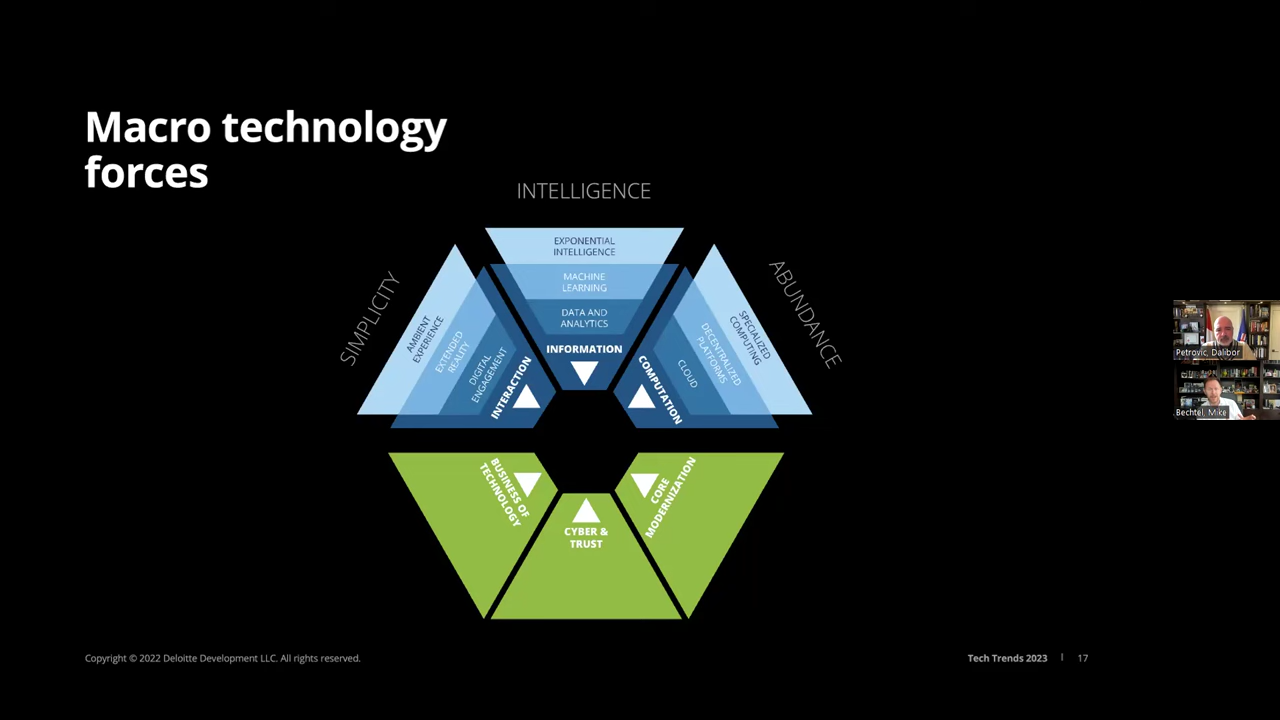 Macro technology
forces
INTELLIGENCE
SIMPLICITY
ABUNDANCE
EXPONENTIAL
INTELLIGENCE
MACHINE
LEARNING
DATA AND
ANALYTICS
INFORMATION
AMBIENT
EXPERIENCE
EXTENDED
REALITY
DIGITAL
ENGAGEMENT
INTERACTION
COMPUTATION
CLOUD
DECENTRALIZED
PLATFORMS
SPECIALIZED
COMPUTING
BUSINESS OF
TECHNOLOGY
CYBER &
TRUST
CORE
MODERNIZATION
Petrovic, Dalibor
Bechtel, Mike
Copyright © 2022 Deloitte Development LLC. All rights reserved.
Tech Trends 2023 | 17